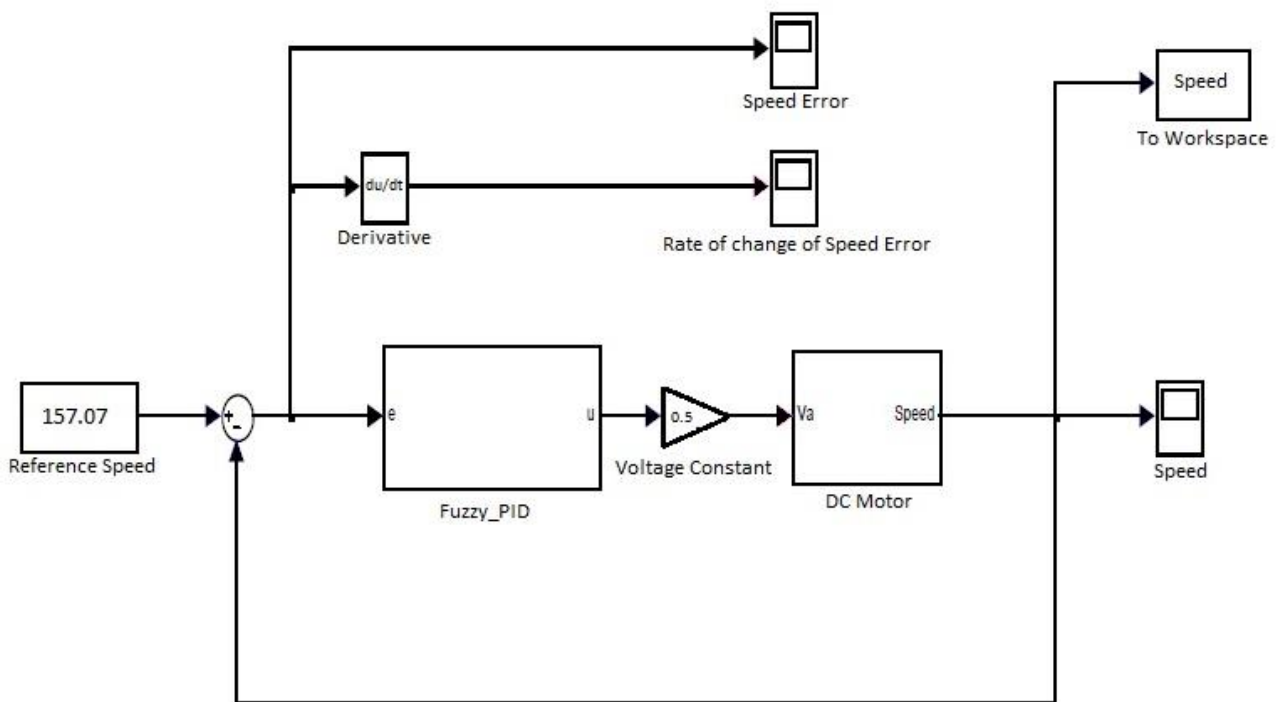 Speed Error
Speed
To Workspace
du/dt
Derivative
Rate of change of Speed Error
157.07
Reference Speed
+
-
e
u
Fuzzy_PID
0.5
Voltage Constant
Va
Speed
DC Motor
Speed